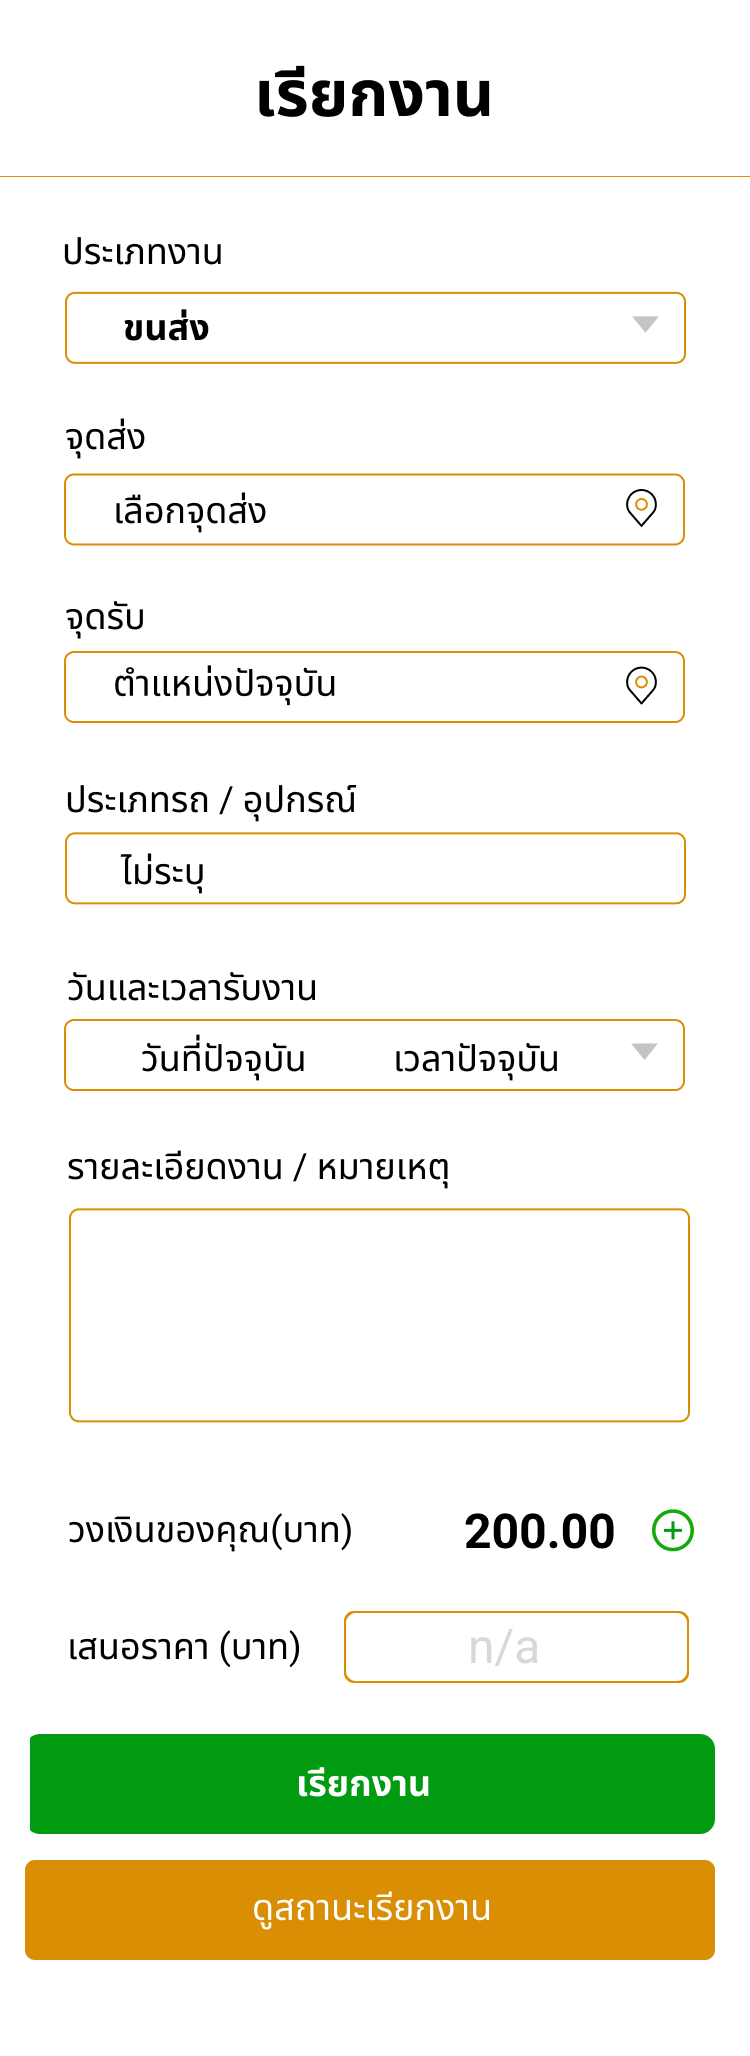 เรียกงาน
ประเภทงาน
ขนส่ง
จุดส่ง
เลือกจุดส่ง
จุดรับ
ตำแหน่งปัจจุบัน
ประเภทรถ / อุปกรณ์
ไม่ระบุ
วันและเวลารับงาน
วันที่ปัจจุบัน เวลาปัจจุบัน
รายละเอียดงาน / หมายเหตุ
วงเงินของคุณ(บาท) 200.00
เสนอราคา (บาท) n/a
เรียกงาน
ดูสถานะเรียกงาน